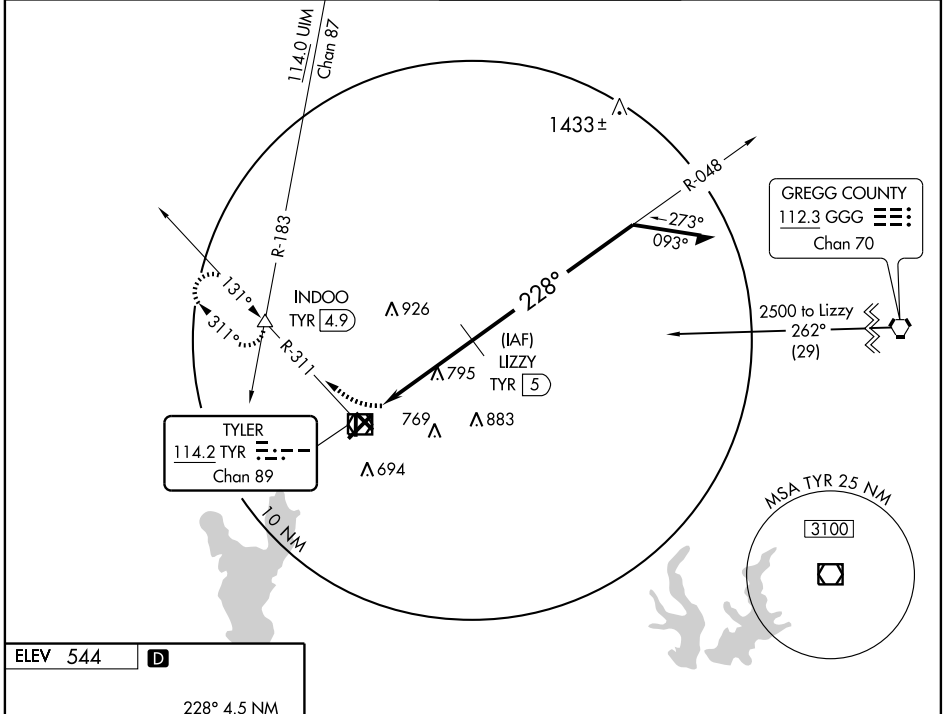 114.0 UIM
Chan 87
1433±
R-048
GREGG COUNTY
112.3 GGG
Chan 70
273°
093°
R-183
228°
131°
INDOO
TYR 4.9
926
311°
R-311
(IAF)
LIZZY
TYR 5
2500 to Lizzy
262°
(29)
795
769
883
TYLER
114.2 TYR
Chan 89
694
10 NM
MSA TYR 25 NM
3100
ELEV 544
D
228° 4.5 NM